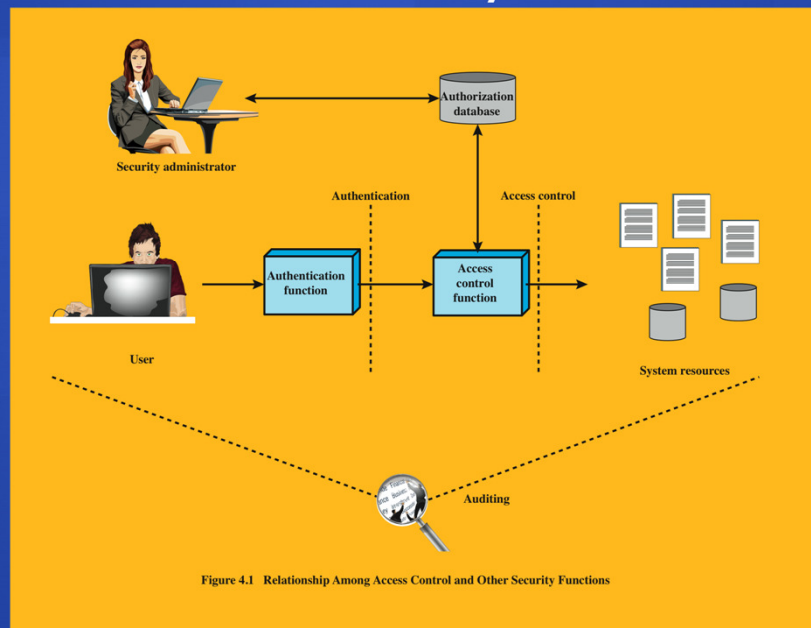 Authorization
database
Security administrator
Authentication
Access control
Authentication
function
Access
control
function
User
System resources
Auditing
Figure 4.1 Relationship Among Access Control and Other Security Functions